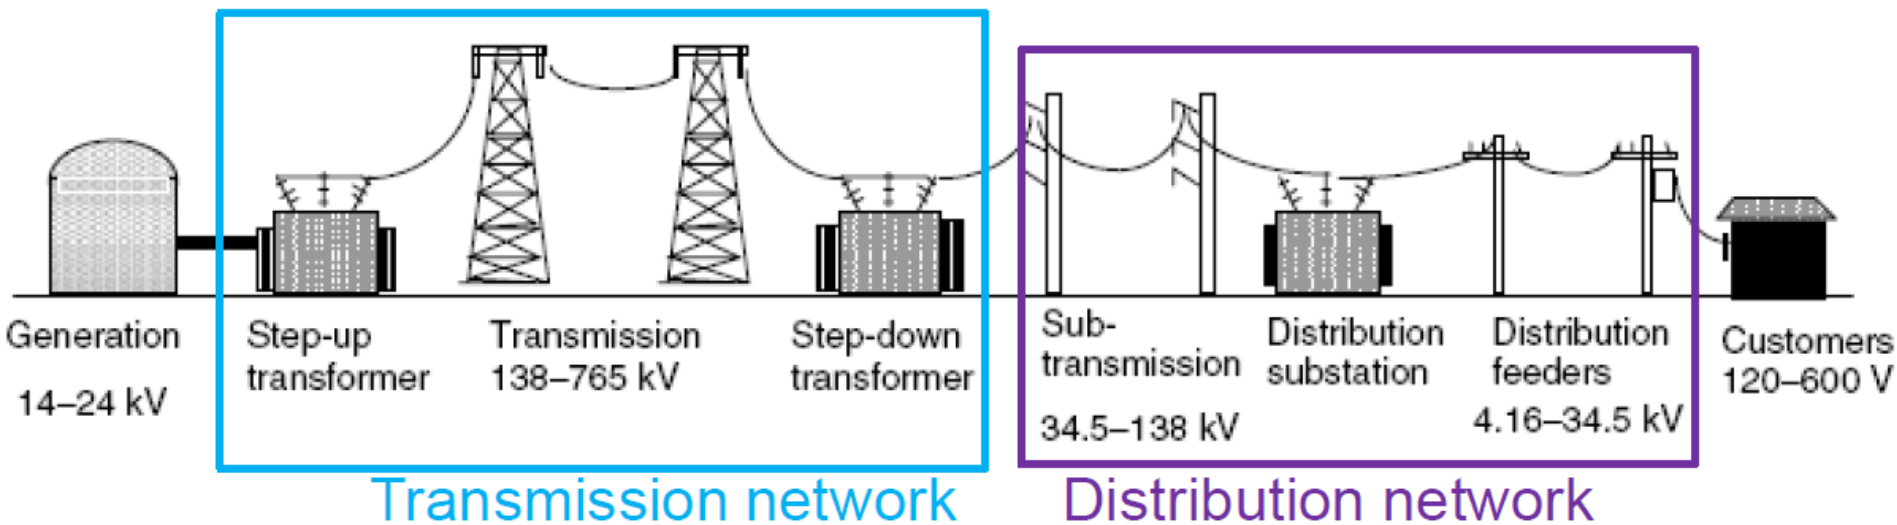 Generation
14–24 kV
Step-up
transformer
Transmission
138–765 kV
Step-down
transformer
Sub-
transmission
34.5–138 kV
Distribution
substation
Distribution
feeders
4.16–34.5 kV
Customers
120–600 V
Transmission network
Distribution network